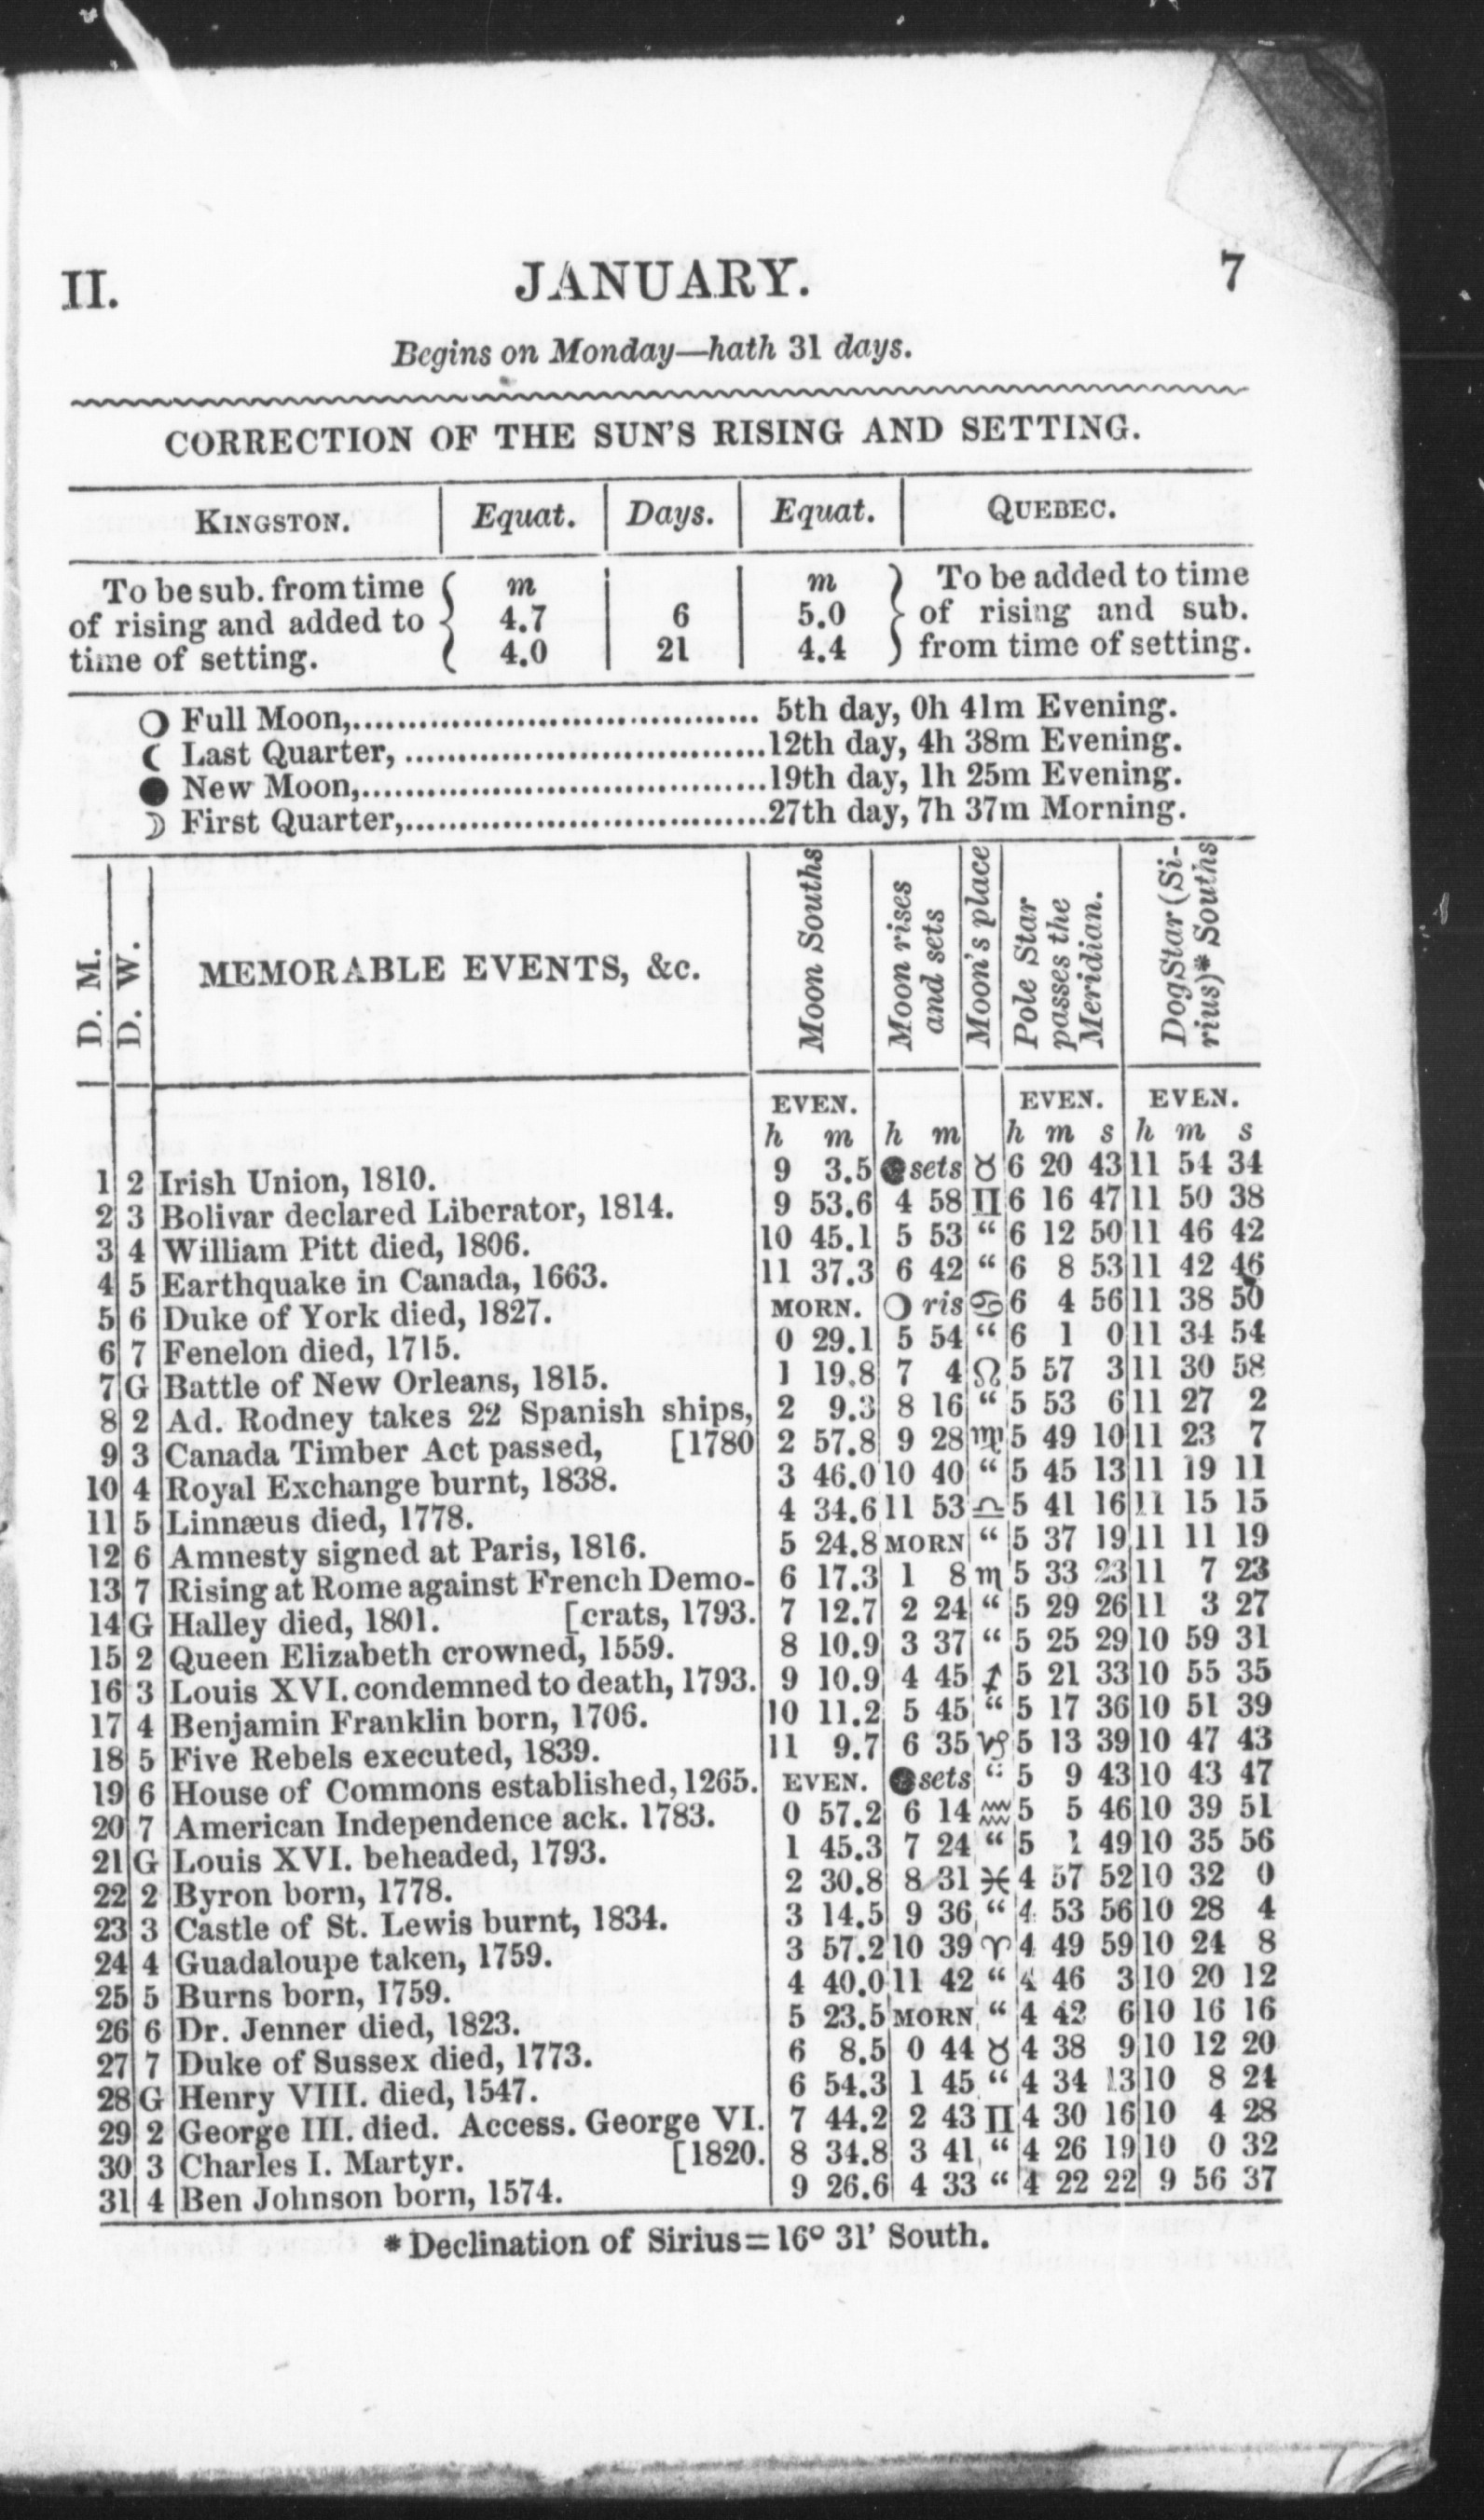 II. JANUARY. 7
Begins on Monday—hath 31 days.
CORRECTION OF THE SUN'S RISING AND SETTING.
KINGSTON. Equat. Days. Equat. QUEBEC.
To be sub. from time m m To be added to time
of rising and added to 4.7 6 5.0 of rising and sub.
time of setting. 4.0 21 4.4 from time of setting.
○ Full Moon,.................................... 5th day, 0h 41m Evening.
☾ Last Quarter, ................................12th day, 4h 38m Evening.
● New Moon,....................................19th day, 1h 25m Evening.
☽ First Quarter,................................27th day, 7h 37m Morning.
D. M. D. W. MEMORABLE EVENTS, &c. Moon Souths Moon rises and sets Moon's place Pole Star passes the Meridian. Dog Star (Sirius)* Souths
EVEN. EVEN. EVEN.
h m h m h m s h m s
1 2 Irish Union, 1810. 9 3.5 ● sets ♉ 6 20 43 11 54 34
2 3 Bolivar declared Liberator, 1814. 9 53.6 4 58 ♊ 6 16 47 11 50 38
3 4 William Pitt died, 1806. 10 45.1 5 53 “ 6 12 50 11 46 42
4 5 Earthquake in Canada, 1663. 11 37.3 6 42 “ 6 8 53 11 42 46
5 6 Duke of York died, 1827. MORN. ○ ris ♋ 6 4 56 11 38 50
6 7 Fenelon died, 1715. 0 29.1 5 54 “ 6 1 0 11 34 54
7 G Battle of New Orleans, 1815. 1 19.8 7 4 ☊ 5 57 3 11 30 58
8 2 Ad. Rodney takes 22 Spanish ships, 2 9.3 8 16 “ 5 53 6 11 27 2
9 3 Canada Timber Act passed, [1780 2 57.8 9 28 ♍ 5 49 10 11 23 7
10 4 Royal Exchange burnt, 1838. 3 46.0 10 40 “ 5 45 13 11 19 11
11 5 Linnæus died, 1778. 4 34.6 11 53 ♎ 5 41 16 11 15 15
12 6 Amnesty signed at Paris, 1816. 5 24.8 MORN “ 5 37 19 11 11 19
13 7 Rising at Rome against French Demo- 6 17.3 1 8 ♏ 5 33 23 11 7 23
14 G Halley died, 1801. [crats, 1793. 7 12.7 2 24 “ 5 29 26 11 3 27
15 2 Queen Elizabeth crowned, 1559. 8 10.9 3 37 “ 5 25 29 10 59 31
16 3 Louis XVI. condemned to death, 1793. 9 10.9 4 45 ♐ 5 21 33 10 55 35
17 4 Benjamin Franklin born, 1706. 10 11.2 5 45 “ 5 17 36 10 51 39
18 5 Five Rebels executed, 1839. 11 9.7 6 35 ♑ 5 13 39 10 47 43
19 6 House of Commons established, 1265. EVEN. ● sets “ 5 9 43 10 43 47
20 7 American Independence ack. 1783. 0 57.2 6 14 ♒ 5 5 46 10 39 51
21 G Louis XVI. beheaded, 1793. 1 45.3 7 24 “ 5 1 49 10 35 56
22 2 Byron born, 1778. 2 30.8 8 31 ♓ 4 57 52 10 32 0
23 3 Castle of St. Lewis burnt, 1834. 3 14.5 9 36 “ 4 53 56 10 28 4
24 4 Guadaloupe taken, 1759. 3 57.2 10 39 ♈ 4 49 59 10 24 8
25 5 Burns born, 1759. 4 40.0 11 42 “ 4 46 3 10 20 12
26 6 Dr. Jenner died, 1823. 5 23.5 MORN “ 4 42 6 10 16 16
27 7 Duke of Sussex died, 1773. 6 8.5 0 44 ♉ 4 38 9 10 12 20
28 G Henry VIII. died, 1547. 6 54.3 1 45 “ 4 34 13 10 8 24
29 2 George III. died. Access. George VI. 7 44.2 2 43 ♊ 4 30 16 10 4 28
30 3 Charles I. Martyr. [1820. 8 34.8 3 41 “ 4 26 19 10 0 32
31 4 Ben Johnson born, 1574. 9 26.6 4 33 “ 4 22 22 9 56 37
* Declination of Sirius=16° 31' South.